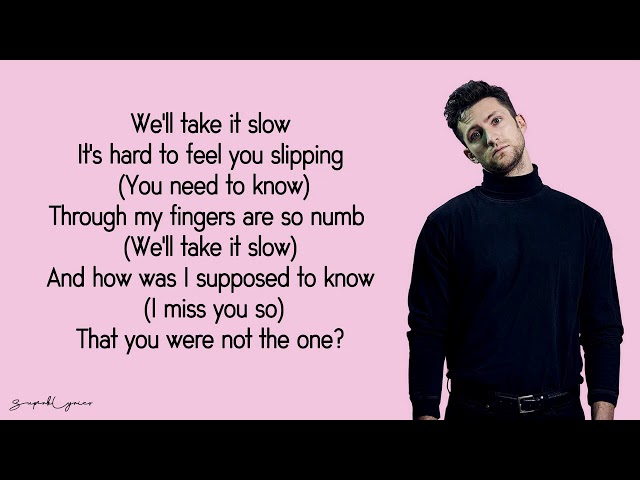 We'll take it slow
It's hard to feel you slipping
(You need to know)
Through my fingers are so numb
(We'll take it slow)
And how was I supposed to know
(I miss you so)
That you were not the one?
SuperbLyrics